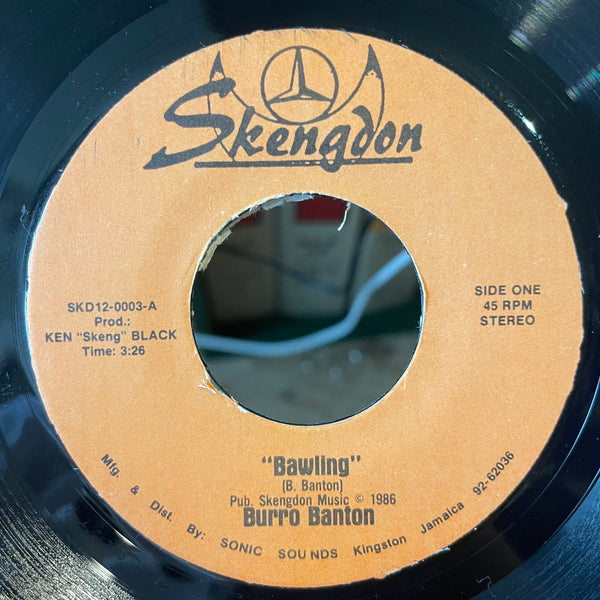 Skengdon
SKD12-0003-A
Prod.:
KEN "Skeng" BLACK
Time: 3:26
SIDE ONE
45 RPM
STEREO
"Bawling"
(B. Banton)
Pub. Skengdon Music © 1986
Burro Banton
Mfg. & Dist. By: SONIC SOUNDS Kingston Jamaica 92-62036